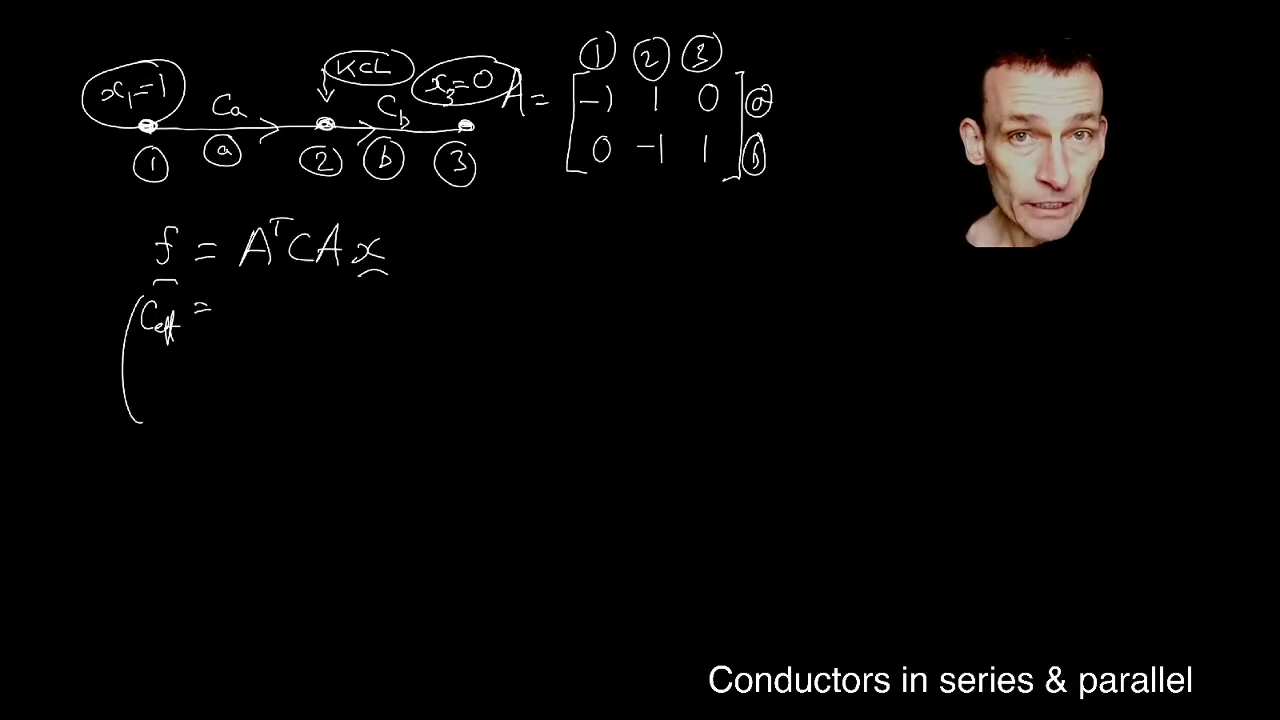 x₁=1 Ca KCL Cb x₃=0
1 a 2 b 3
A = 1 2 3
[-1 1 0] a
[0 -1 1] b
f = AᵀCAx
(Ceff =
Conductors in series & parallel